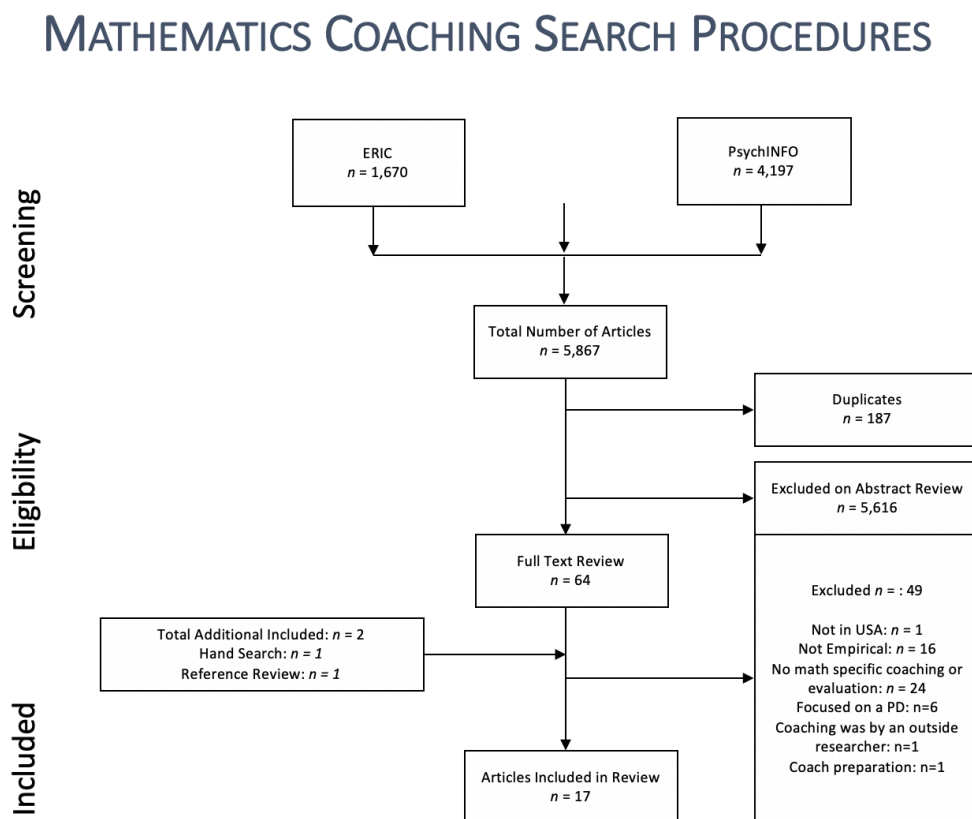 MATHEMATICS COACHING SEARCH PROCEDURES
Screening
ERIC
n = 1,670
PsychINFO
n = 4,197
Total Number of Articles
n = 5,867
Eligibility
Duplicates
n = 187
Excluded on Abstract Review
n = 5,616
Full Text Review
n = 64
Excluded n = : 49
Not in USA: n = 1
Not Empirical: n = 16
No math specific coaching or
evaluation: n = 24
Focused on a PD: n=6
Coaching was by an outside
researcher: n=1
Coach preparation: n=1
Total Additional Included: n = 2
Hand Search: n = 1
Reference Review: n = 1
Included
Articles Included in Review
n = 17